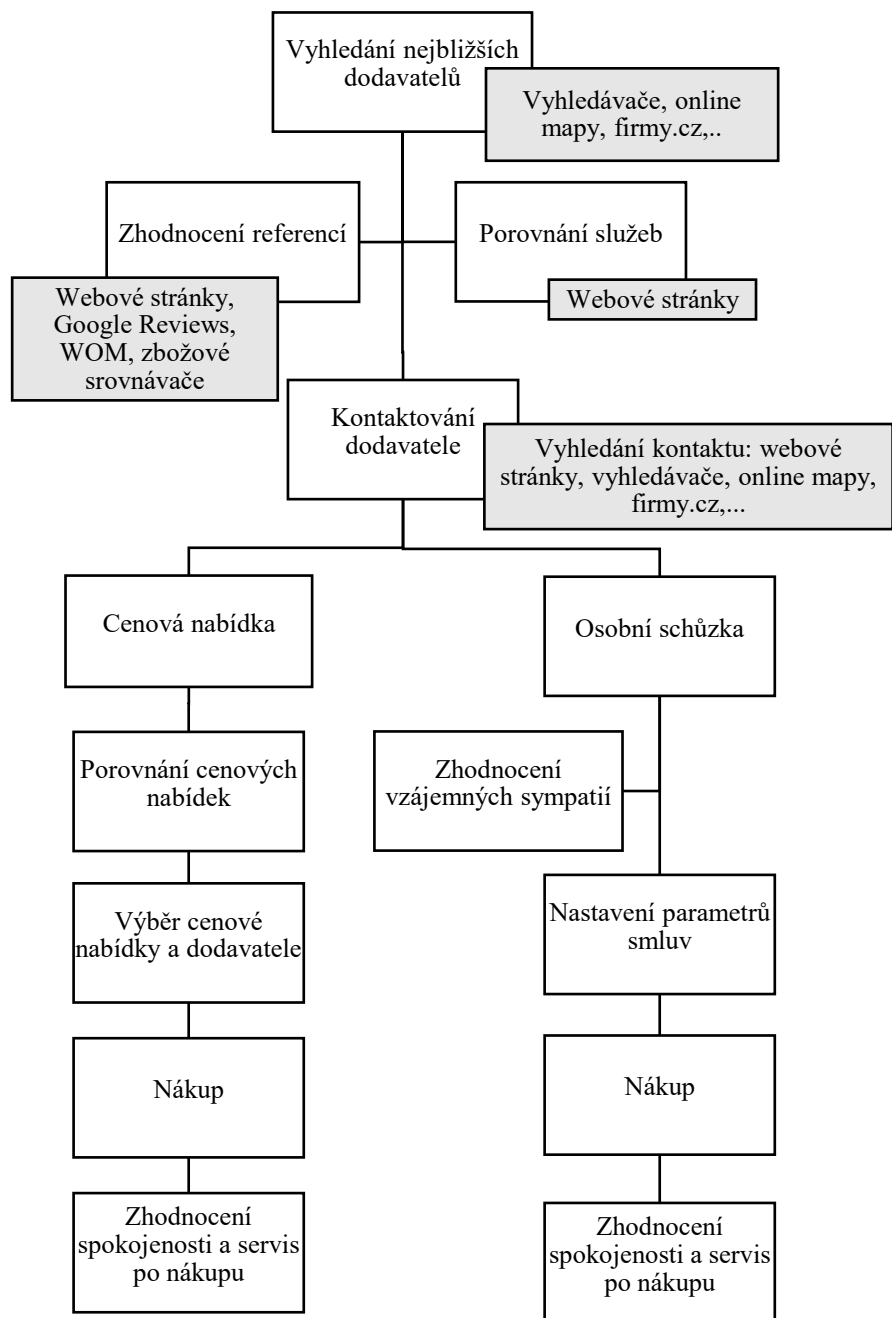 Vyhledání nejbližších
dodavatelů
Vyhledávače, online
mapy, firmy.cz,..
Zhodnocení referencí
Porovnání služeb
Webové stránky,
Google Reviews,
WOM, zbožové
srovnávače
Webové stránky
Kontaktování
dodavatele
Vyhledání kontaktu: webové
stránky, vyhledávače, online mapy,
firmy.cz,...
Cenová nabídka
Osobní schůzka
Porovnání cenových
nabídek
Zhodnocení
vzájemných sympatií
Výběr cenové
nabídky a dodavatele
Nastavení parametrů
smluv
Nákup
Nákup
Zhodnocení
spokojenosti a servis
po nákupu
Zhodnocení
spokojenosti a servis
po nákupu